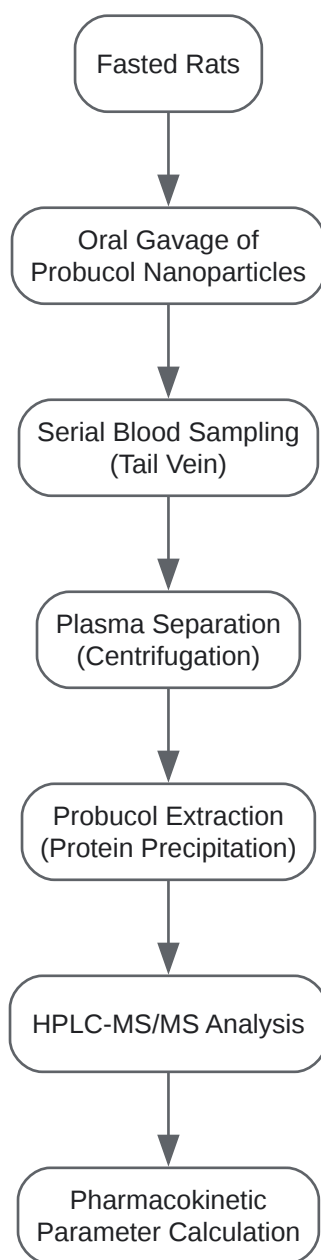 Fasted Rats
Oral Gavage of
Probucol Nanoparticles
Serial Blood Sampling
(Tail Vein)
Plasma Separation
(Centrifugation)
Probucol Extraction
(Protein Precipitation)
HPLC-MS/MS Analysis
Pharmacokinetic
Parameter Calculation